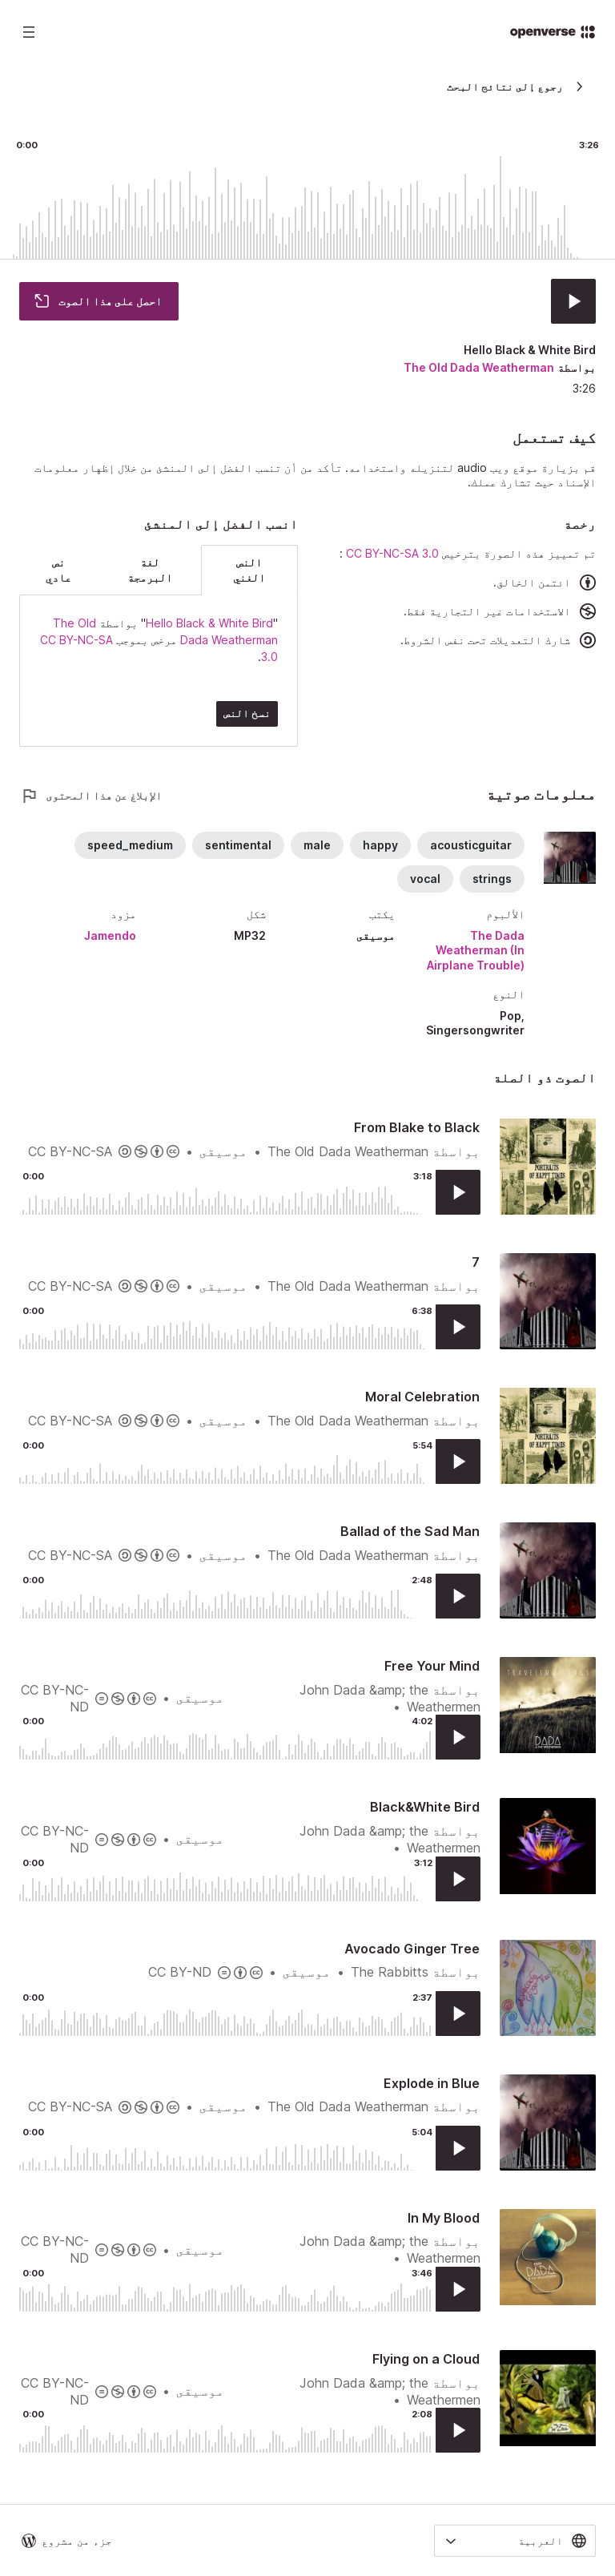 openverse
رجوع إلى نتائج البحث
0:00
3:26
احصل على هذا الصوت
Hello Black & White Bird
بواسطة The Old Dada Weatherman
3:26
كيف تستعمل
قم بزيارة موقع ويب audio لتنزيله واستخدامه. تأكد من أن تنسب الفضل إلى المنشئ من خلال إظهار معلومات
الإسناد حيث تشارك عملك.
رخصة
تم تمييز هذه الصورة بترخيص CC BY-NC-SA 3.0 :
ائتمن الخالق.
الاستخدامات غير التجارية فقط.
شارك التعديلات تحت نفس الشروط.
انسب الفضل إلى المنشئ
النص
الغني
لغة
البرمجة
نص
عادي
"Hello Black & White Bird" بواسطة The Old
Dada Weatherman مرخص بموجب CC BY-NC-SA
3.0.
نسخ النص
معلومات صوتية
الإبلاغ عن هذا المحتوى
acousticguitar
happy
male
sentimental
speed_medium
strings
vocal
الألبوم
The Dada
Weatherman (In
Airplane Trouble)
يكتب
موسيقى
شكل
MP32
مزود
Jamendo
النوع
Pop,
Singersongwriter
الصوت ذو الصلة
From Blake to Black
بواسطة The Old Dada Weatherman • موسيقى • CC BY-NC-SA
0:00
3:18
PORTRAITS
OF HAPPY TIMES
7
بواسطة The Old Dada Weatherman • موسيقى • CC BY-NC-SA
0:00
6:38
Moral Celebration
بواسطة The Old Dada Weatherman • موسيقى • CC BY-NC-SA
0:00
5:54
PORTRAITS
OF HAPPY TIMES
Ballad of the Sad Man
بواسطة The Old Dada Weatherman • موسيقى • CC BY-NC-SA
0:00
2:48
Free Your Mind
بواسطة John Dada &amp; the
Weathermen •
موسيقى •
CC BY-NC-
ND
0:00
4:02
DADA
Black&White Bird
بواسطة John Dada &amp; the
Weathermen •
موسيقى •
CC BY-NC-
ND
0:00
3:12
Avocado Ginger Tree
بواسطة The Rabbitts • موسيقى • CC BY-ND
0:00
2:37
Explode in Blue
بواسطة The Old Dada Weatherman • موسيقى • CC BY-NC-SA
0:00
5:04
In My Blood
بواسطة John Dada &amp; the
Weathermen •
موسيقى •
CC BY-NC-
ND
0:00
3:46
DADA
Flying on a Cloud
بواسطة John Dada &amp; the
Weathermen •
موسيقى •
CC BY-NC-
ND
0:00
2:08
العربية
جزء من مشروع